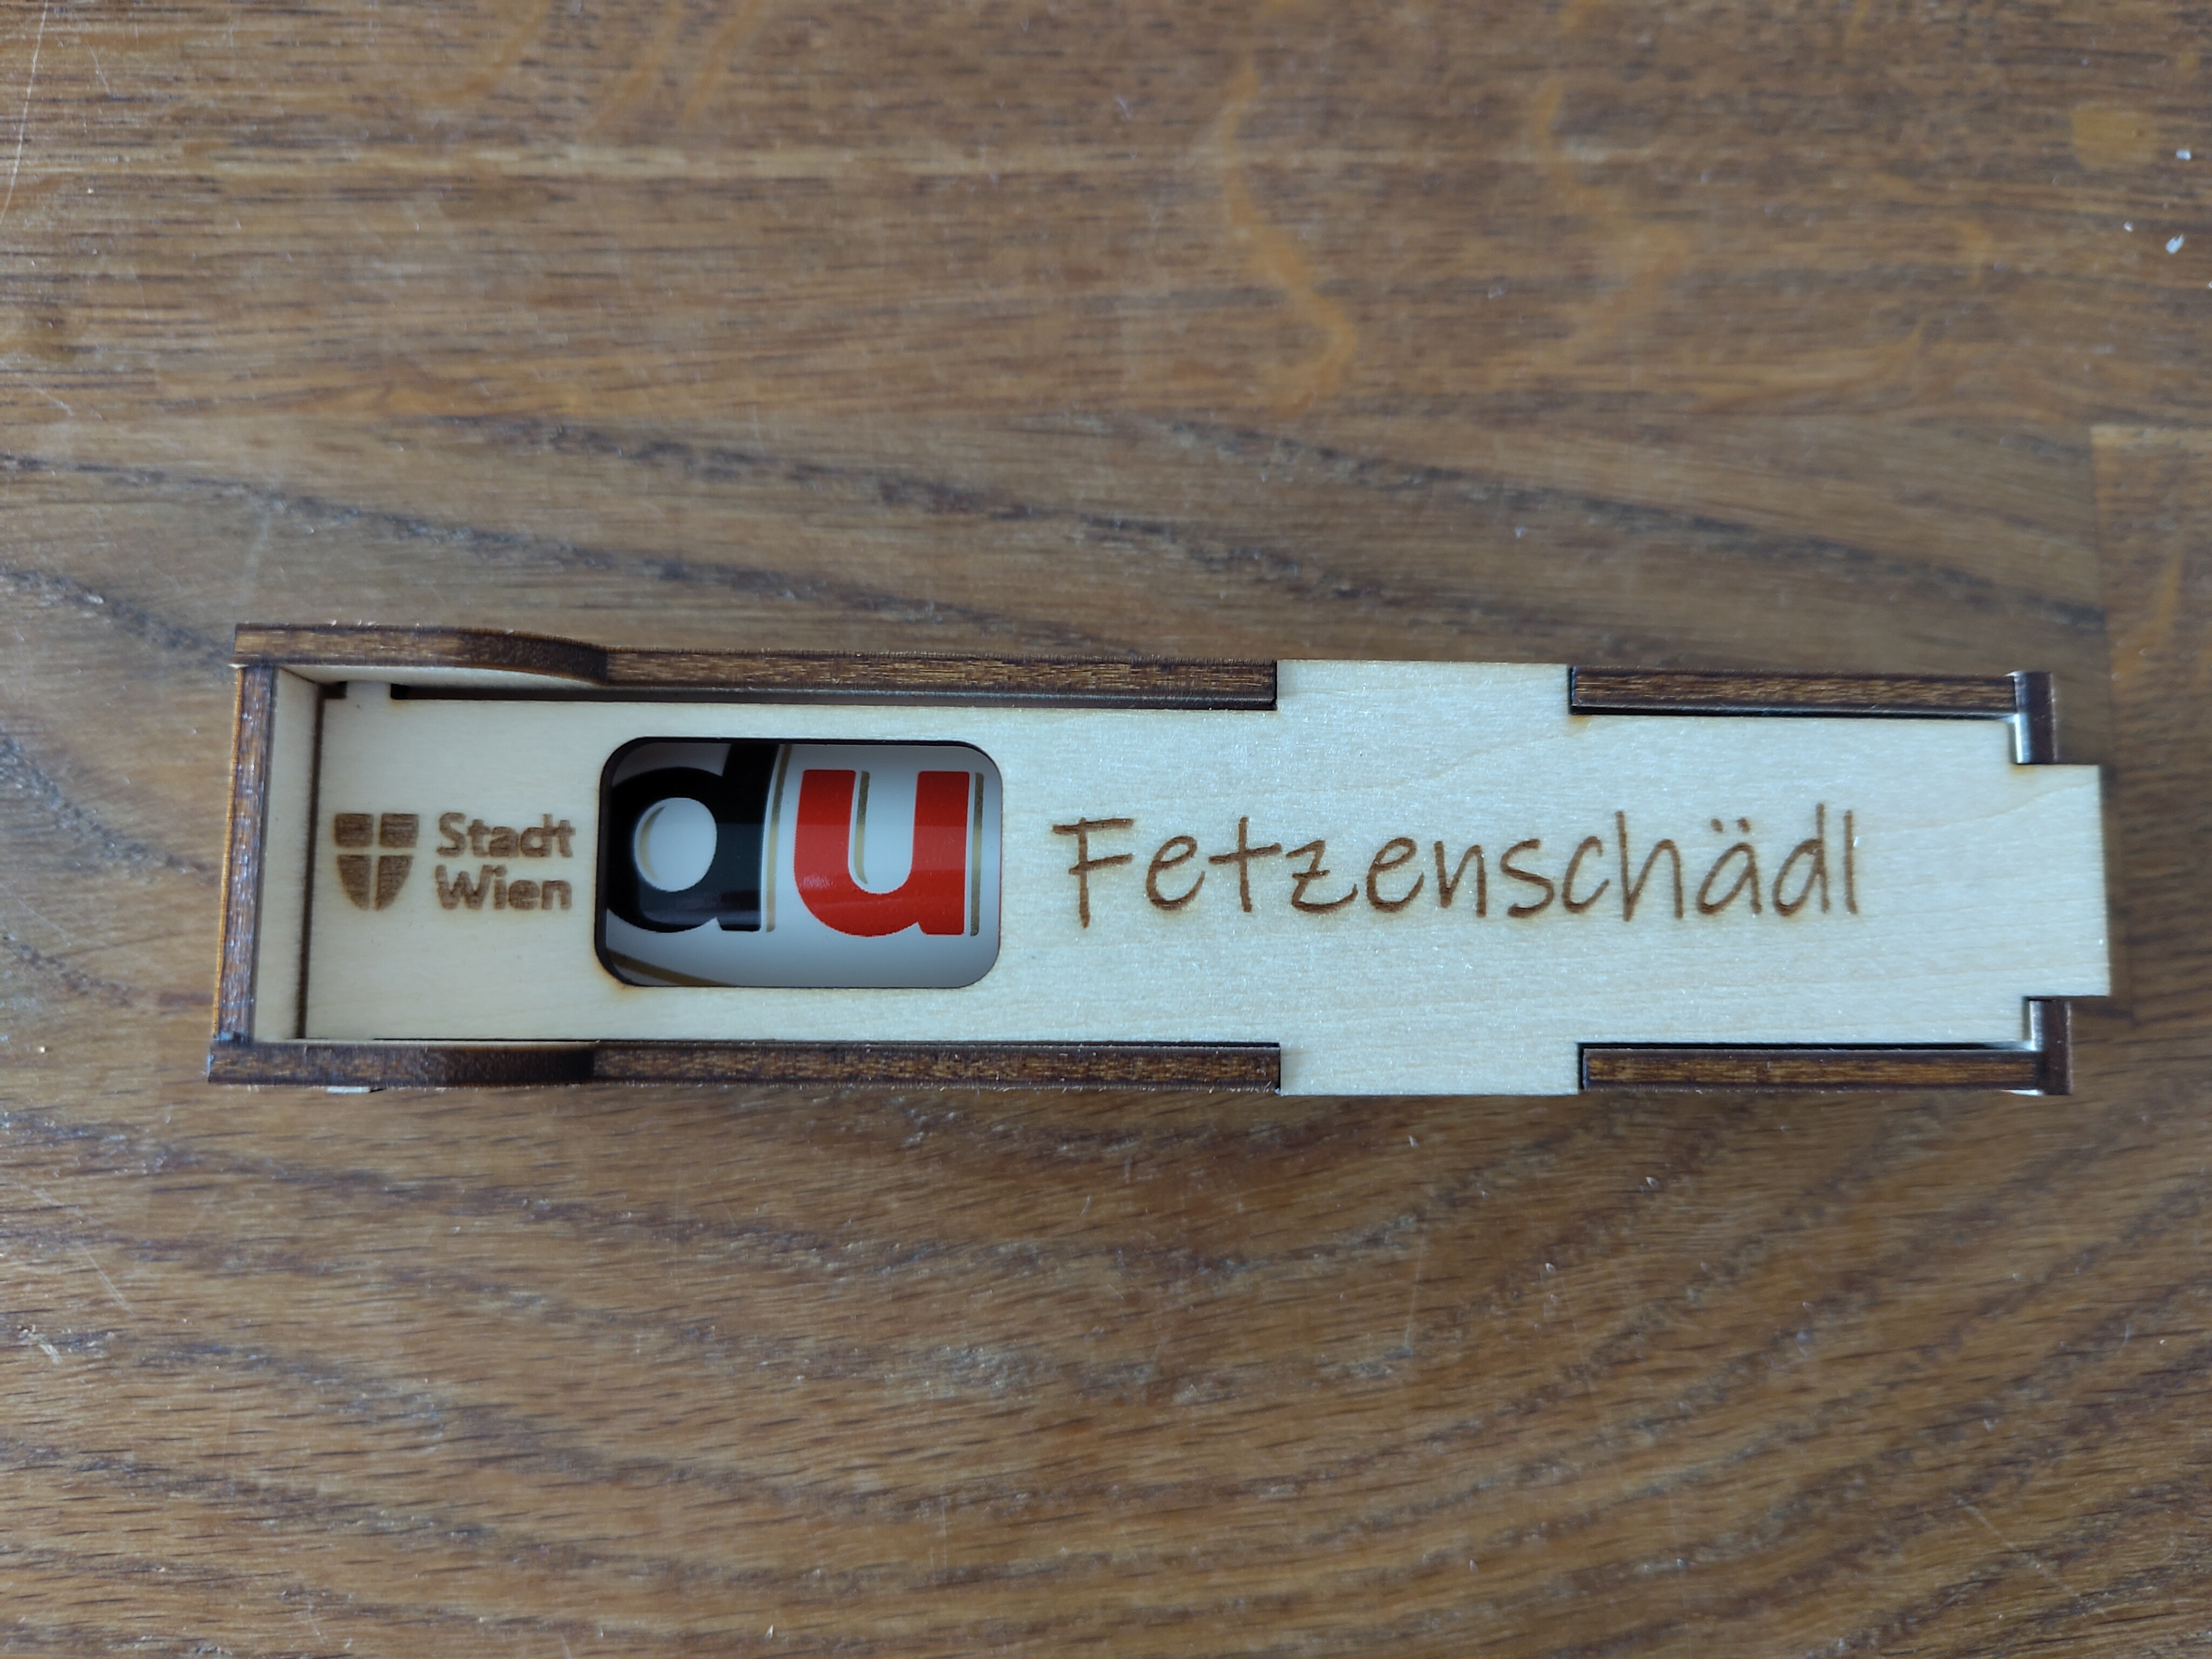 Stadt
Wien
du
Fetzenschädl